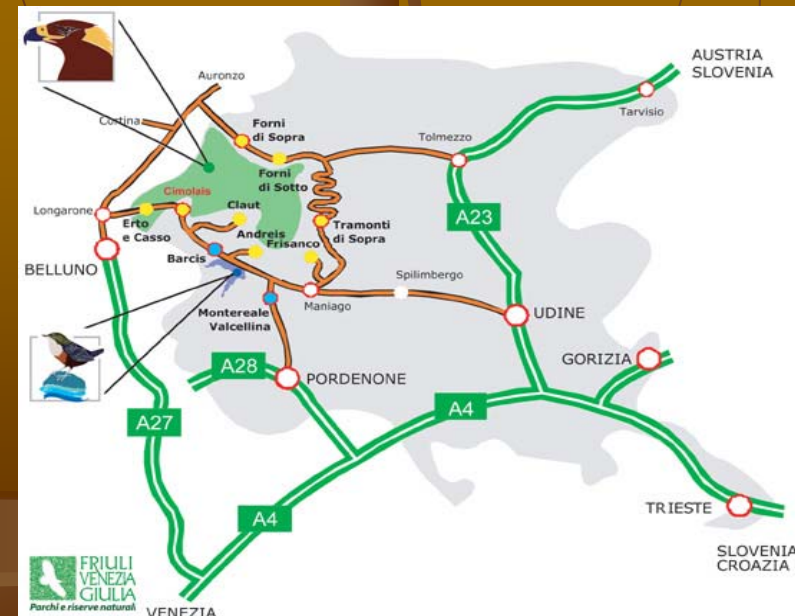 AUSTRIA
SLOVENIA
Auronzo
Tarvisio
Cortina
Forni
di Sopra
Tolmezzo
Forni
di Sotto
Cimolais
Claut
A23
Longarone
Erto
e Casso
Andreis
Frisanco
Tramonti
di Sopra
Barcis
BELLUNO
Spilimbergo
Maniago
Montereale
Valcellina
UDINE
GORIZIA
A28
PORDENONE
A27
A4
TRIESTE
A4
SLOVENIA
CROAZIA
FRIULI
VENEZIA
GIULIA
Parchi e riserve naturali
VENEZIA